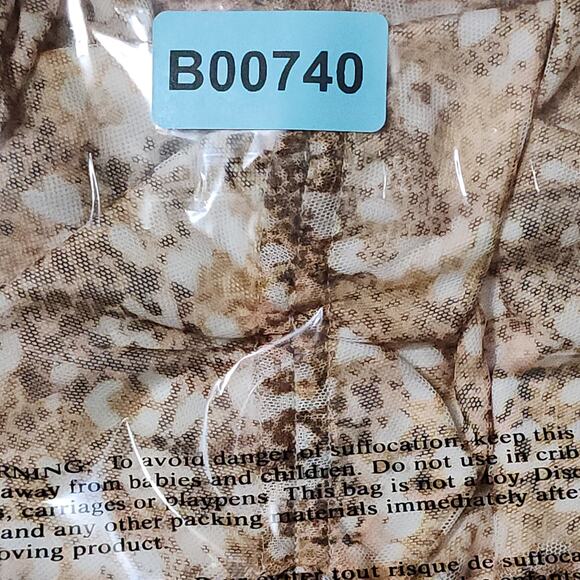 B00740
RNING. To avoid danger of suffocation, keep this
away from babies and children. Do not use in crib
s, carriages or playpens. This bag is not a toy. Disc
and any other packing materials immediately after
oving product.
tout risque de suffoca